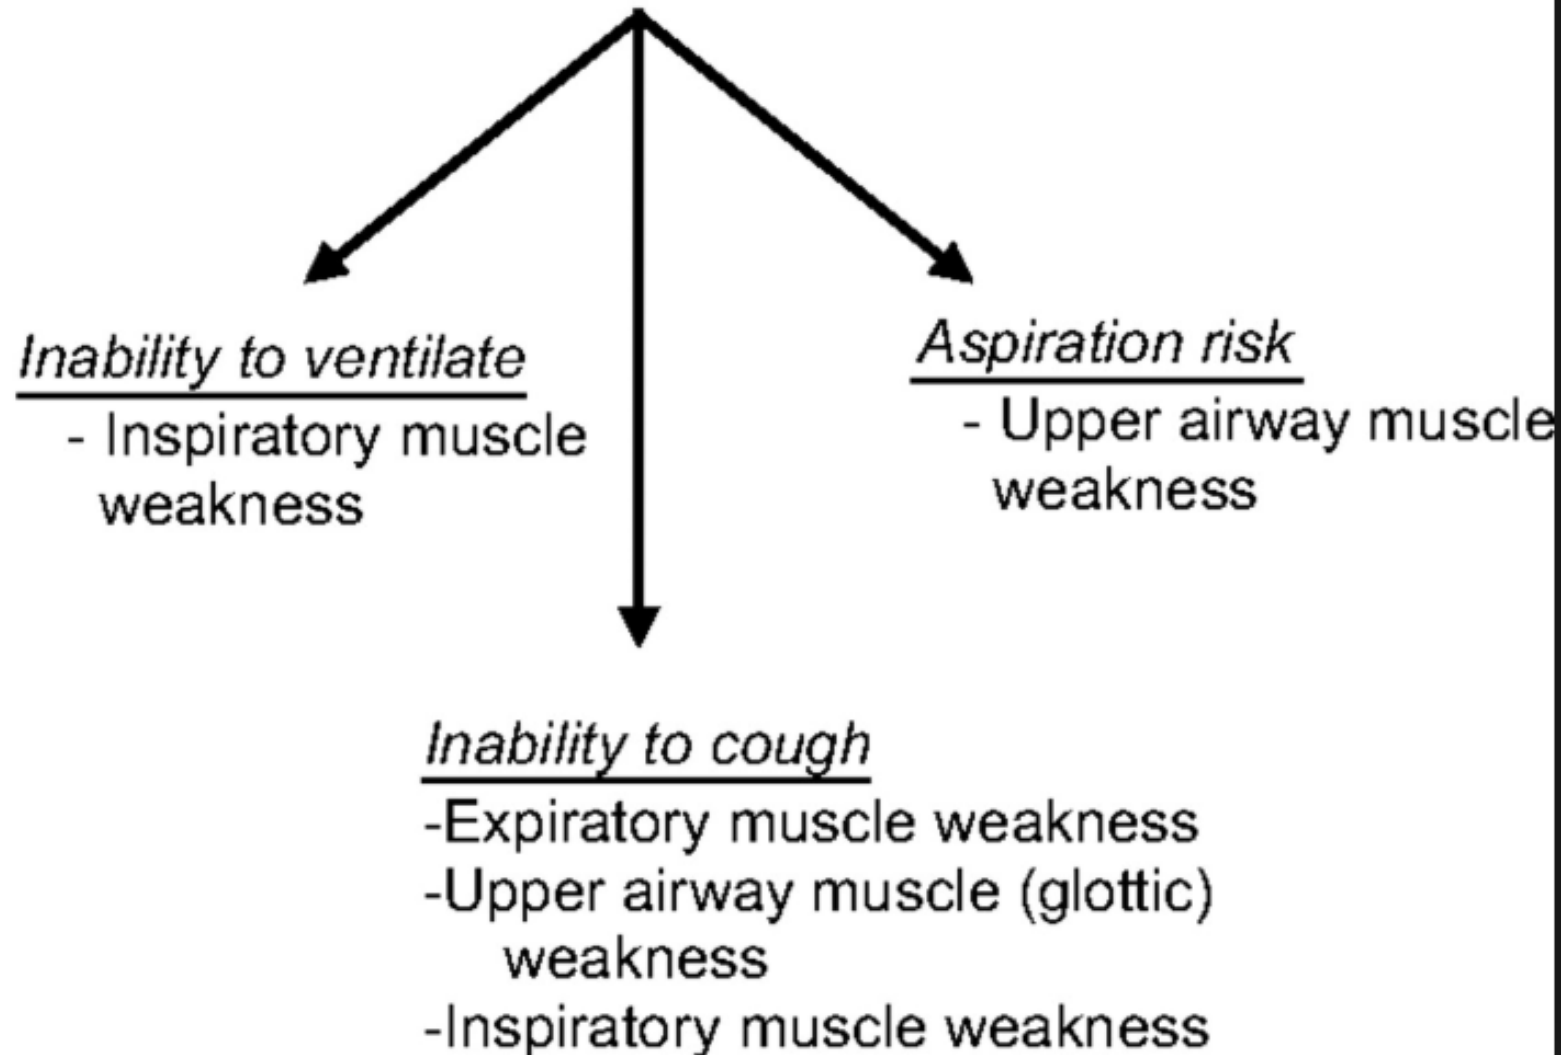 Inability to ventilate
- Inspiratory muscle
weakness
Aspiration risk
- Upper airway muscle
weakness
Inability to cough
-Expiratory muscle weakness
-Upper airway muscle (glottic)
weakness
-Inspiratory muscle weakness